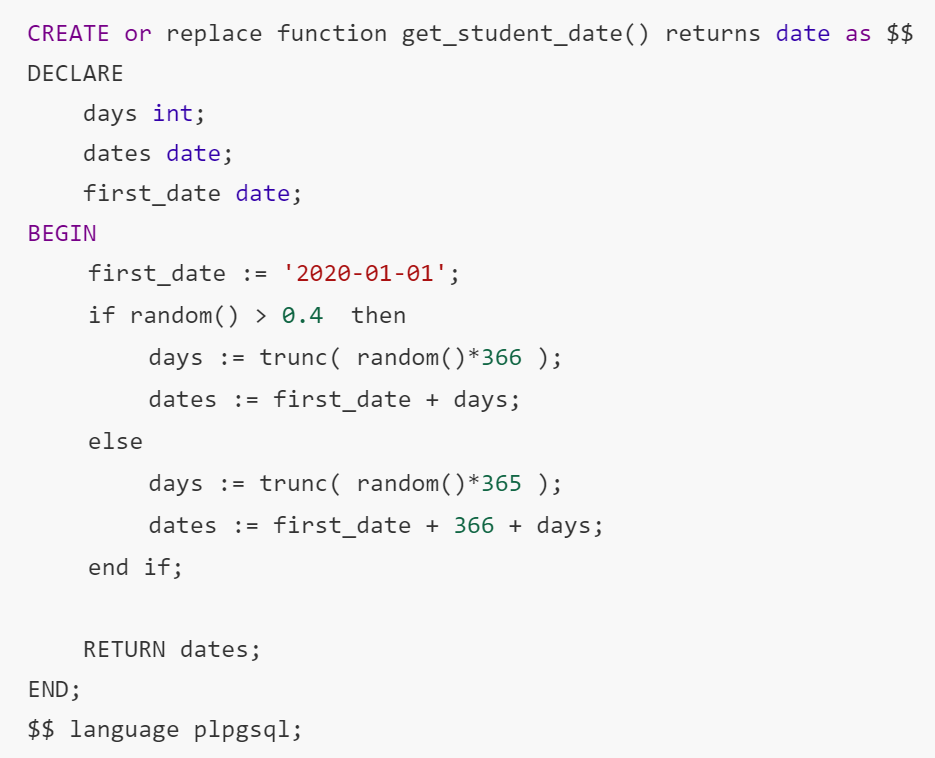 CREATE or replace function get_student_date() returns date as $$
DECLARE
    days int;
    dates date;
    first_date date;
BEGIN
    first_date := '2020-01-01';
    if random() > 0.4  then
        days := trunc( random()*366 );
        dates := first_date + days;
    else
        days := trunc( random()*365 );
        dates := first_date + 366 + days;
    end if;

    RETURN dates;
END;
$$ language plpgsql;